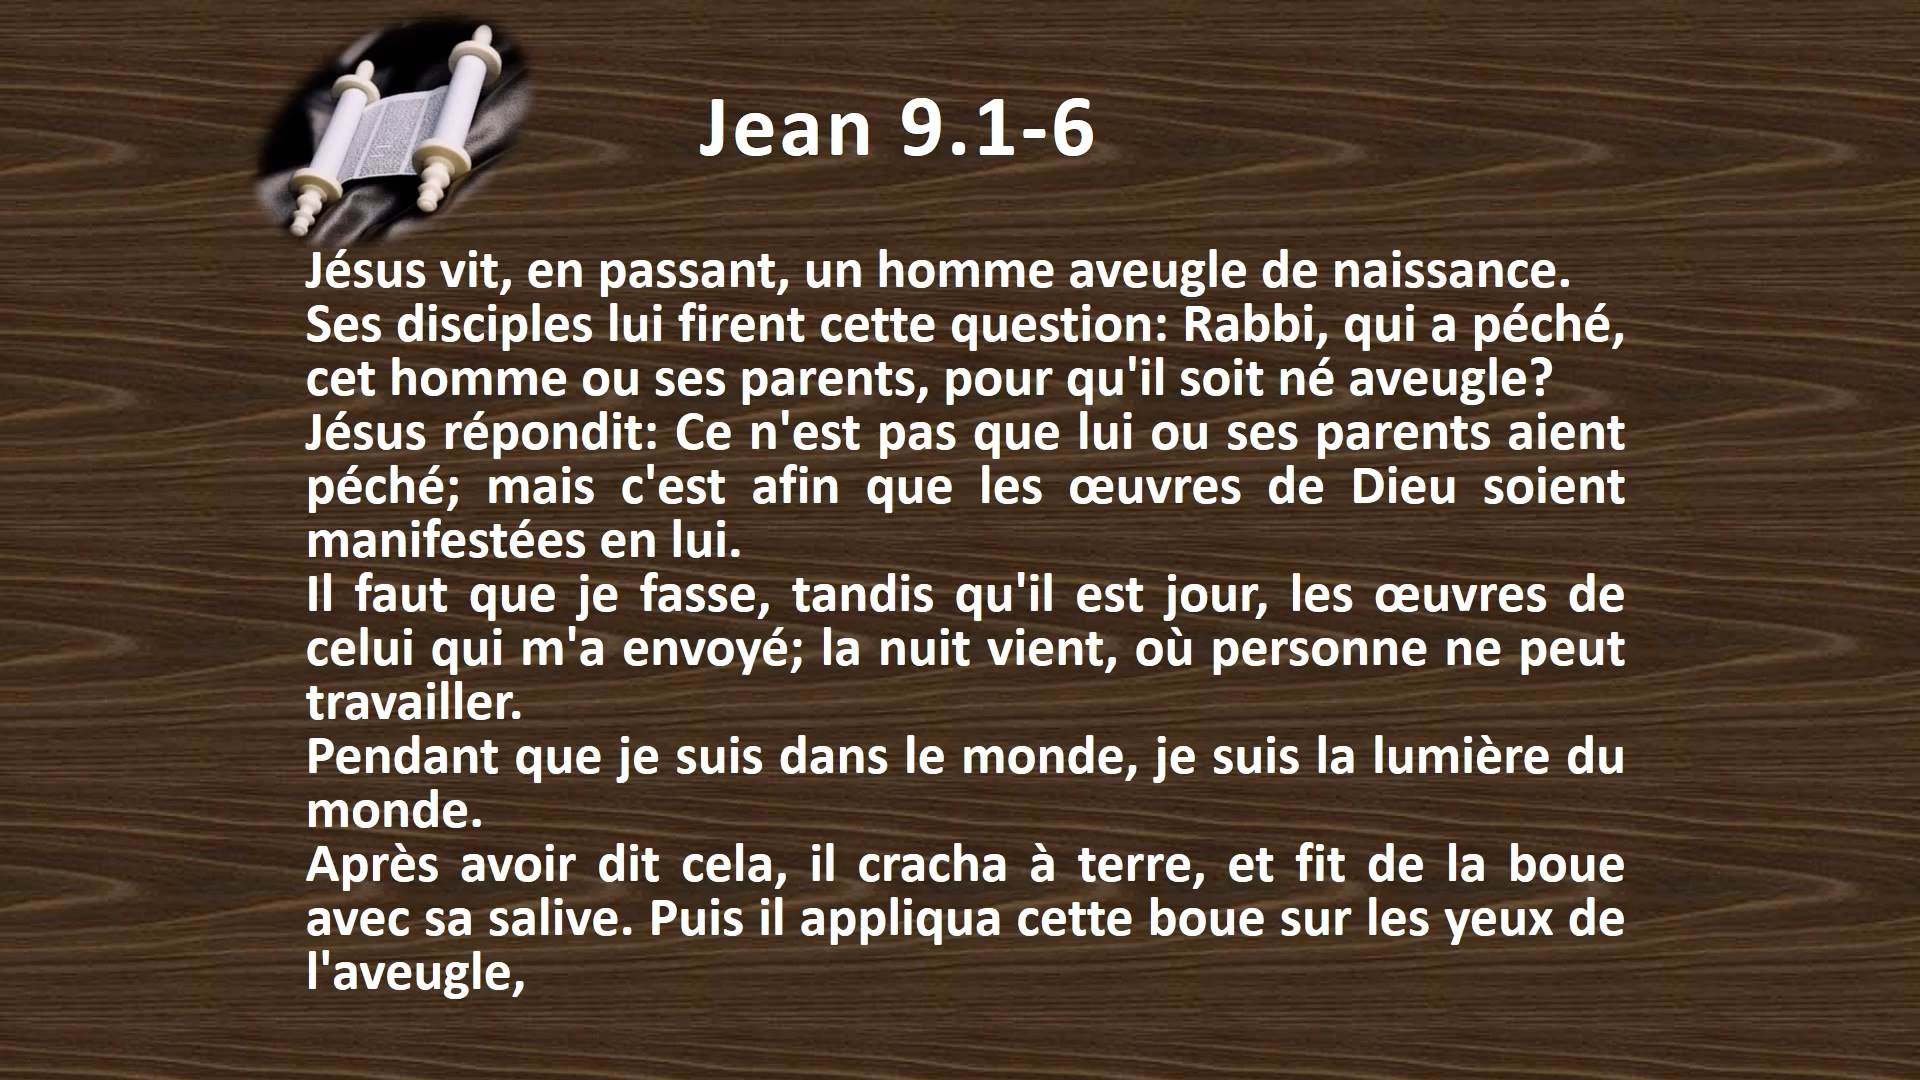 Jean 9.1-6
Jésus vit, en passant, un homme aveugle de naissance.
Ses disciples lui firent cette question: Rabbi, qui a péché,
cet homme ou ses parents, pour qu'il soit né aveugle?
Jésus répondit: Ce n'est pas que lui ou ses parents aient
péché; mais c'est afin que les œuvres de Dieu soient
manifestées en lui.
Il faut que je fasse, tandis qu'il est jour, les œuvres de
celui qui m'a envoyé; la nuit vient, où personne ne peut
travailler.
Pendant que je suis dans le monde, je suis la lumière du
monde.
Après avoir dit cela, il cracha à terre, et fit de la boue
avec sa salive. Puis il appliqua cette boue sur les yeux de
l'aveugle,